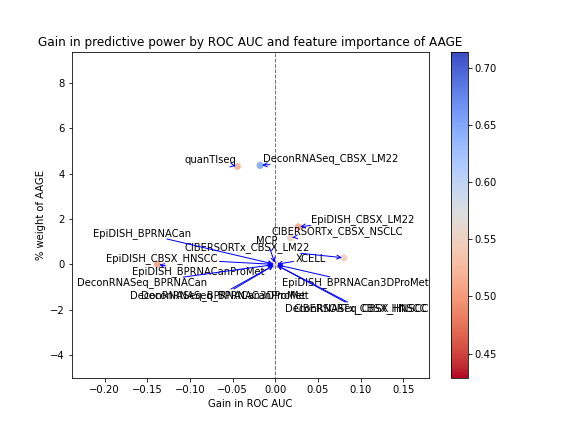 Gain in predictive power by ROC AUC and feature importance of AAGE
8
6
4
2
0
−2
−4
% weight of AAGE
quanTIseq
DeconRNASeq_CBSX_LM22
EpiDISH_CBSX_LM22
EpiDISH_BPRNACan
CIBERSORTx_CBSX_NSCLC
MCP
CIBERSORTx_CBSX_LM22
EpiDISH_CBSX_HNSCC
XCELL
EpiDISH_BPRNACanProMet
DeconRNASeq_BPRNACan
EpiDISH_BPRNACan3DProMet
−0.20
−0.15
−0.10
−0.05
0.00
0.05
0.10
0.15
Gain in ROC AUC
0.70
0.65
0.60
0.55
0.50
0.45